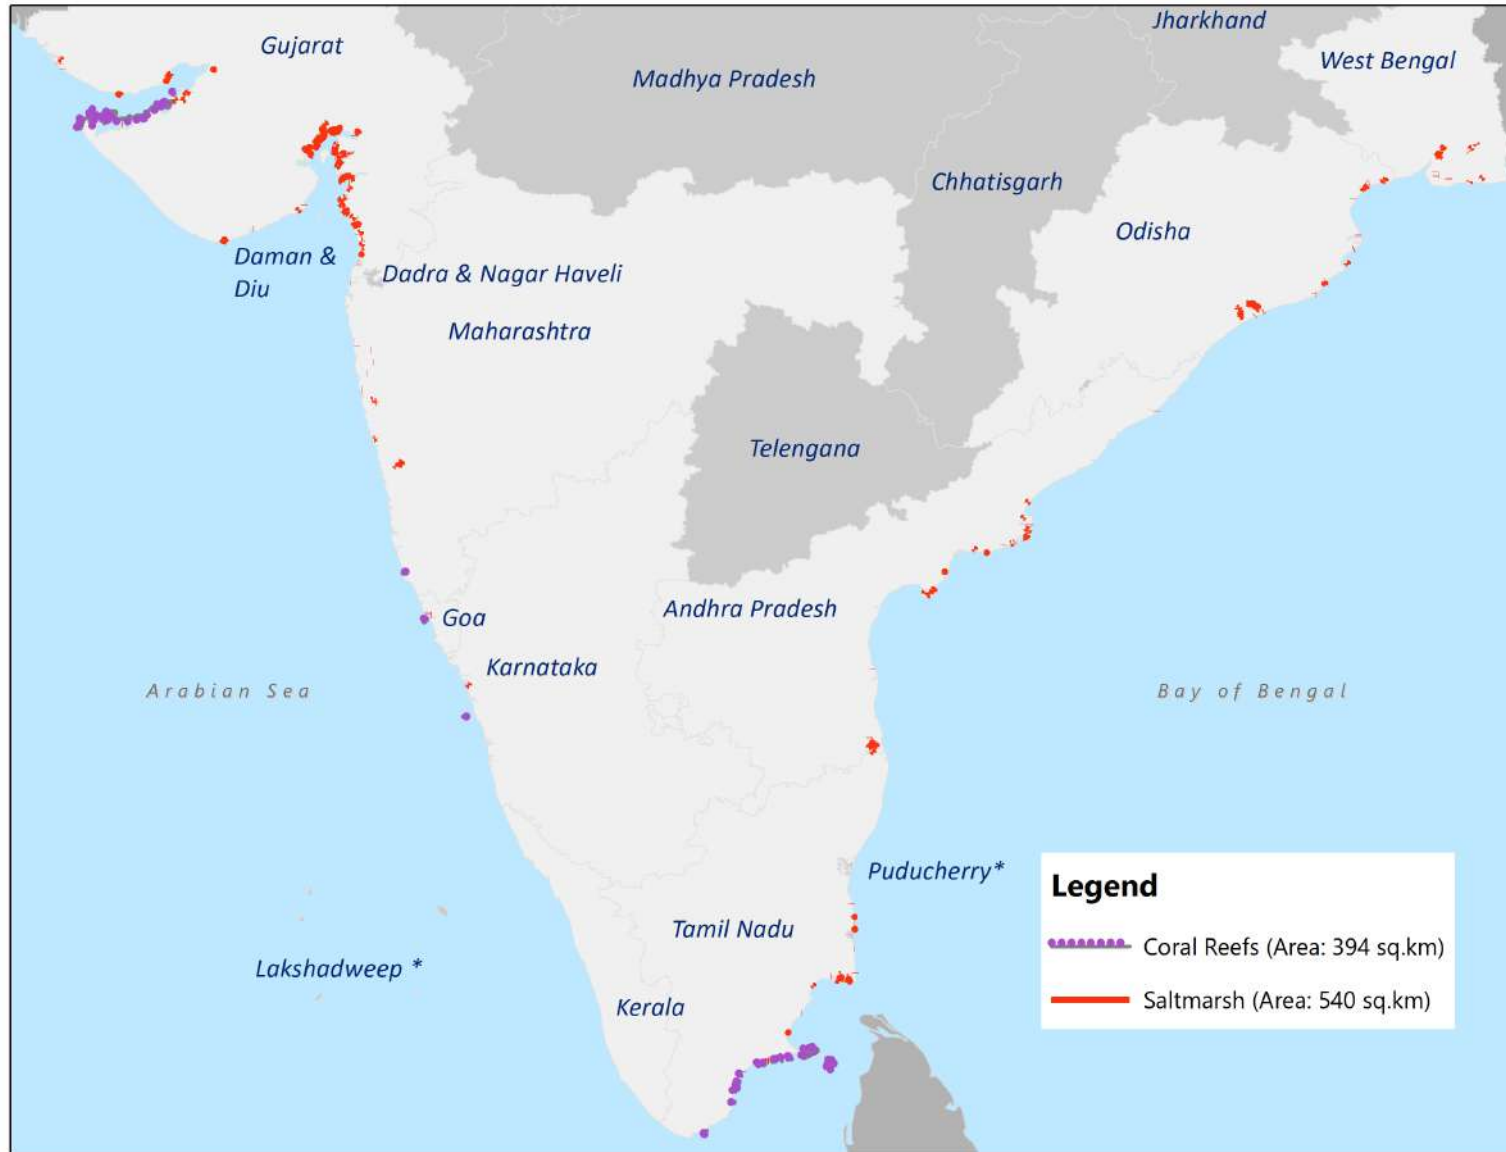 Jharkhand
Gujarat
West Bengal
Madhya Pradesh
Chhatisgarh
Odisha
Daman &
Diu
Dadra & Nagar Haveli
Maharashtra
Telengana
Andhra Pradesh
Goa
Karnataka
Arabian Sea
Bay of Bengal
Puducherry*
Tamil Nadu
Lakshadweep *
Kerala
Legend
Coral Reefs (Area: 394 sq.km)
Saltmarsh (Area: 540 sq.km)